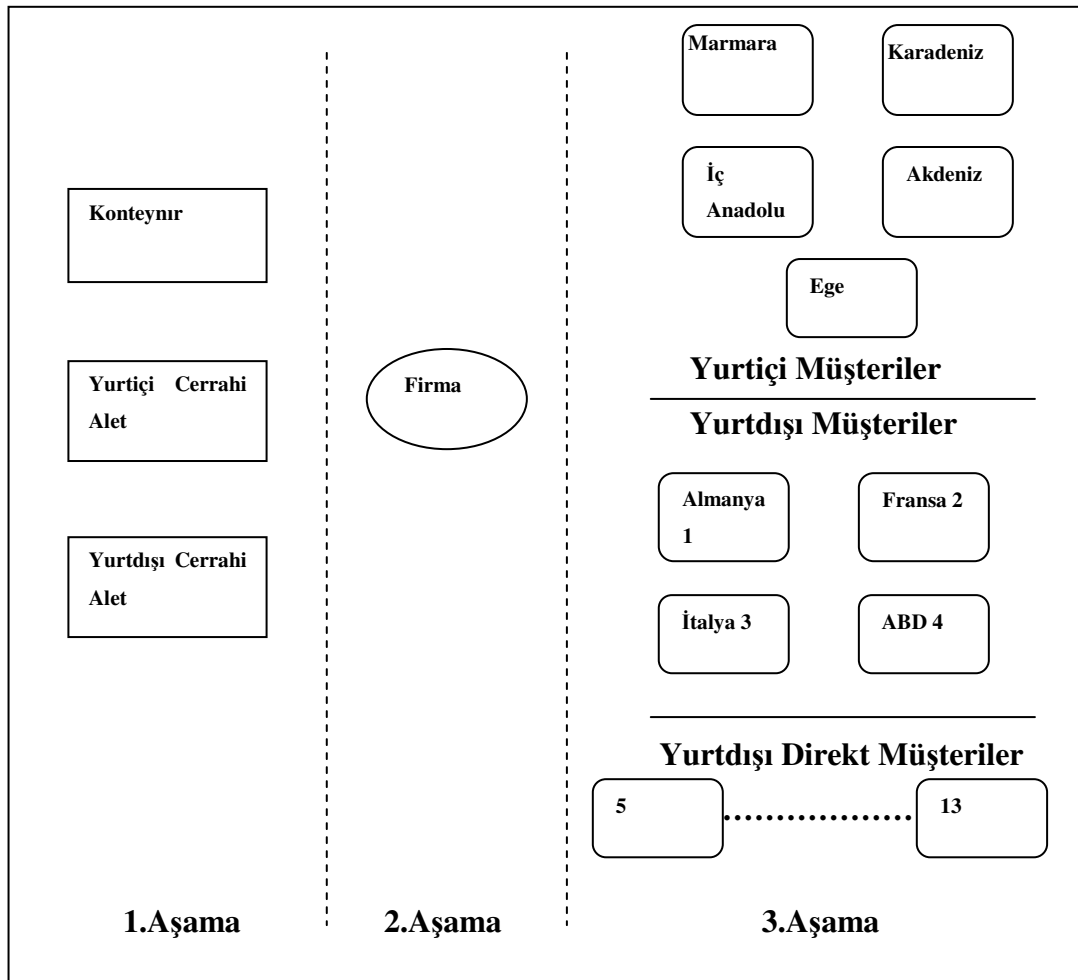 Konteynır
Yurtiçi Cerrahi
Alet
Yurtdışı Cerrahi
Alet
1.Aşama
Firma
2.Aşama
Marmara
Karadeniz
İç
Anadolu
Akdeniz
Ege
Yurtiçi Müşteriler
Yurtdışı Müşteriler
Almanya
1
Fransa 2
İtalya 3
ABD 4
Yurtdışı Direkt Müşteriler
5
13
3.Aşama